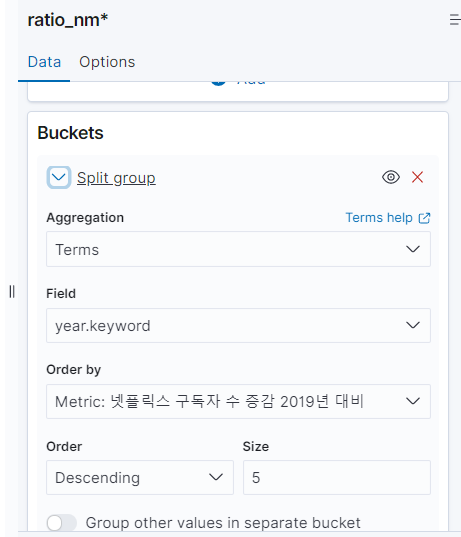 ratio_nm*
Data Options
Add
Buckets
Split group
Aggregation Terms help
Terms
Field
year.keyword
Order by
Metric: 넷플릭스 구독자 수 증감 2019년 대비
Order Size
Descending 5
Group other values in separate bucket